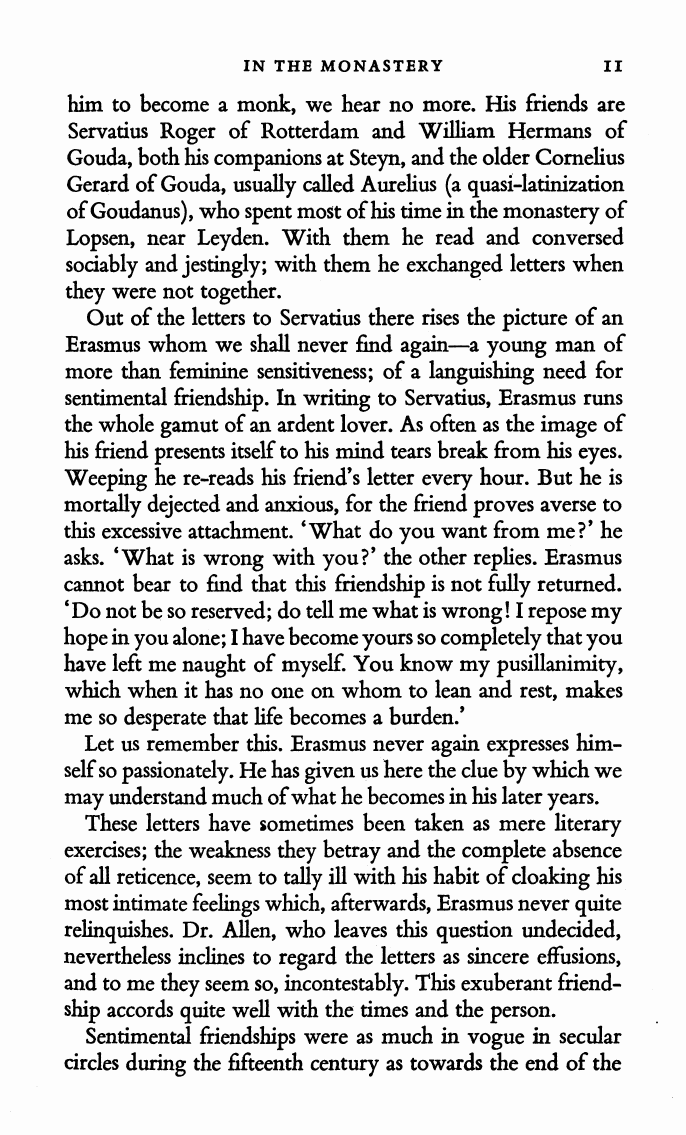 IN THE MONASTERY 11
him to become a monk, we hear no more. His friends are
Servatius Roger of Rotterdam and William Hermans of
Gouda, both his companions at Steyn, and the older Cornelius
Gerard of Gouda, usually called Aurelius (a quasi-latinization
of Goudanus), who spent most of his time in the monastery of
Lopsen, near Leyden. With them he read and conversed
sociably and jestingly; with them he exchanged letters when
they were not together.
Out of the letters to Servatius there rises the picture of an
Erasmus whom we shall never find again—a young man of
more than feminine sensitiveness; of a languishing need for
sentimental friendship. In writing to Servatius, Erasmus runs
the whole gamut of an ardent lover. As often as the image of
his friend presents itself to his mind tears break from his eyes.
Weeping he re-reads his friend's letter every hour. But he is
mortally dejected and anxious, for the friend proves averse to
this excessive attachment. ‘What do you want from me?’ he
asks. ‘What is wrong with you?’ the other replies. Erasmus
cannot bear to find that this friendship is not fully returned.
‘Do not be so reserved; do tell me what is wrong! I repose my
hope in you alone; I have become yours so completely that you
have left me naught of myself. You know my pusillanimity,
which when it has no one on whom to lean and rest, makes
me so desperate that life becomes a burden.’
Let us remember this. Erasmus never again expresses him-
self so passionately. He has given us here the clue by which we
may understand much of what he becomes in his later years.
These letters have sometimes been taken as mere literary
exercises; the weakness they betray and the complete absence
of all reticence, seem to tally ill with his habit of cloaking his
most intimate feelings which, afterwards, Erasmus never quite
relinquishes. Dr. Allen, who leaves this question undecided,
nevertheless inclines to regard the letters as sincere effusions,
and to me they seem so, incontestably. This exuberant friend-
ship accords quite well with the times and the person.
Sentimental friendships were as much in vogue in secular
circles during the fifteenth century as towards the end of the